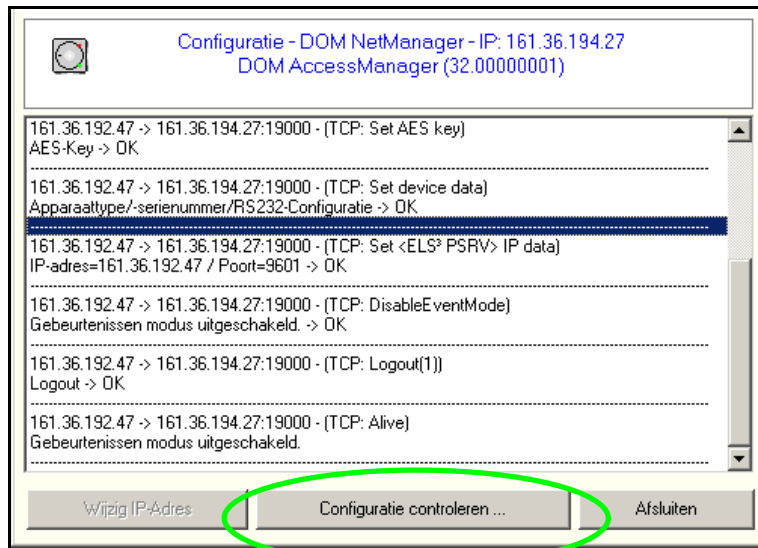 Configuratie - DOM NetManager - IP: 161.36.194.27
DOM AccessManager (32.00000001)
161.36.192.47 -> 161.36.194.27:19000 - (TCP: Set AES key)
AES-Key -> OK
161.36.192.47 -> 161.36.194.27:19000 - (TCP: Set device data)
Apparaattype/-serienummer/RS232-Configuratie -> OK
161.36.192.47 -> 161.36.194.27:19000 - (TCP: Set <ELS³ PSRV> IP data)
IP-adres=161.36.192.47 / Poort=9601 -> OK
161.36.192.47 -> 161.36.194.27:19000 - (TCP: DisableEventMode)
Gebeurtenissen modus uitgeschakeld. -> OK
161.36.192.47 -> 161.36.194.27:19000 - (TCP: Logout(1))
Logout -> OK
161.36.192.47 -> 161.36.194.27:19000 - (TCP: Alive)
Gebeurtenissen modus uitgeschakeld.
Wijzig IP-Adres
Configuratie controleren ...
Afsluiten